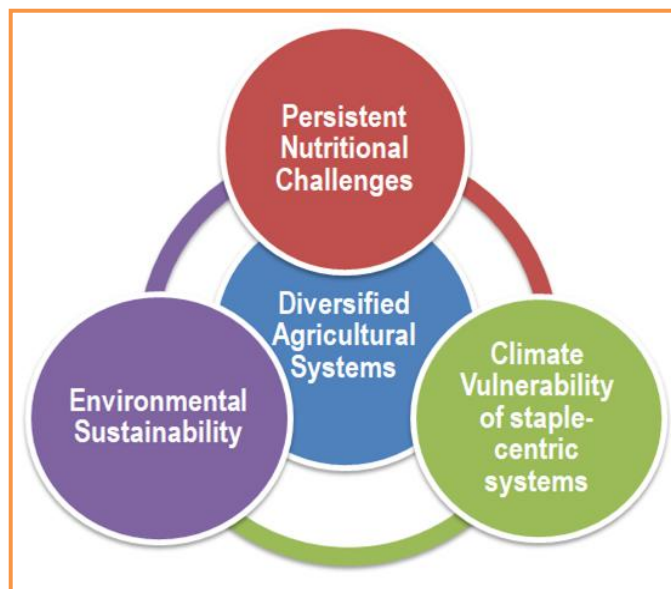 Persistent
Nutritional
Challenges
Diversified
Agricultural
Systems
Environmental
Sustainability
Climate
Vulnerability
of staple-
centric
systems